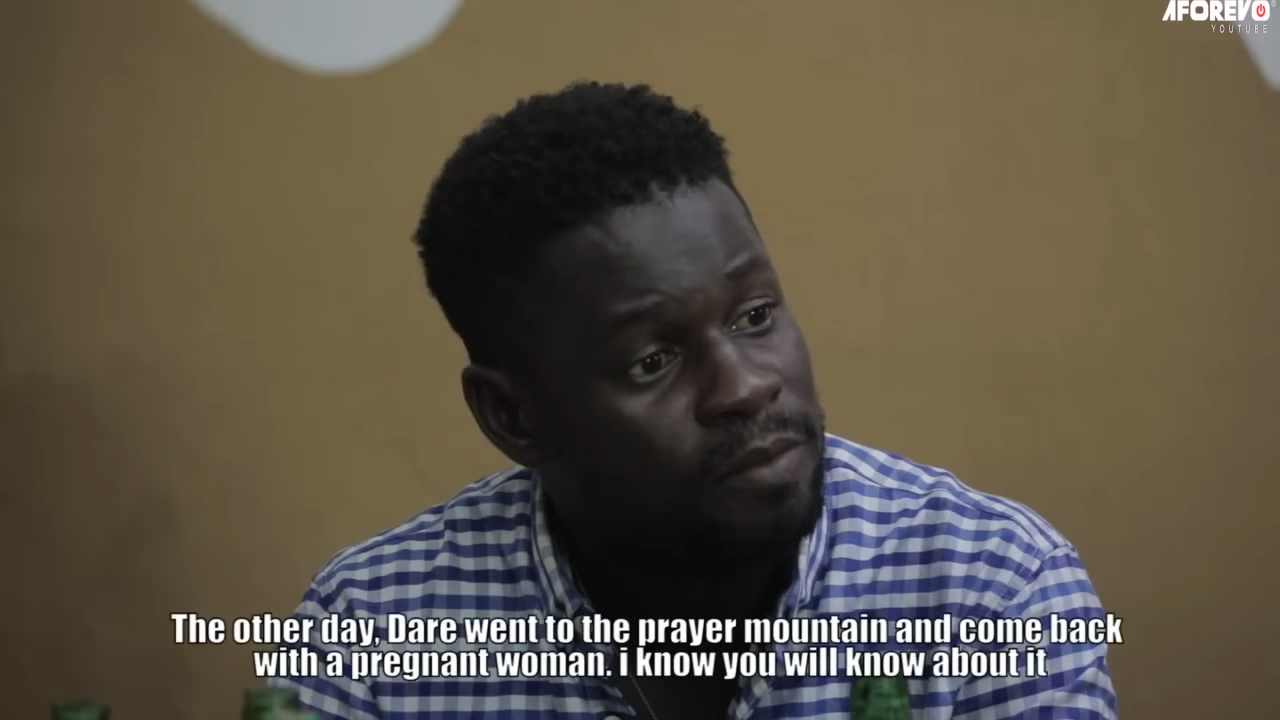 AFOREVO
YOUTUBE
The other day, Dare went to the prayer mountain and come back
with a pregnant woman. i know you will know about it